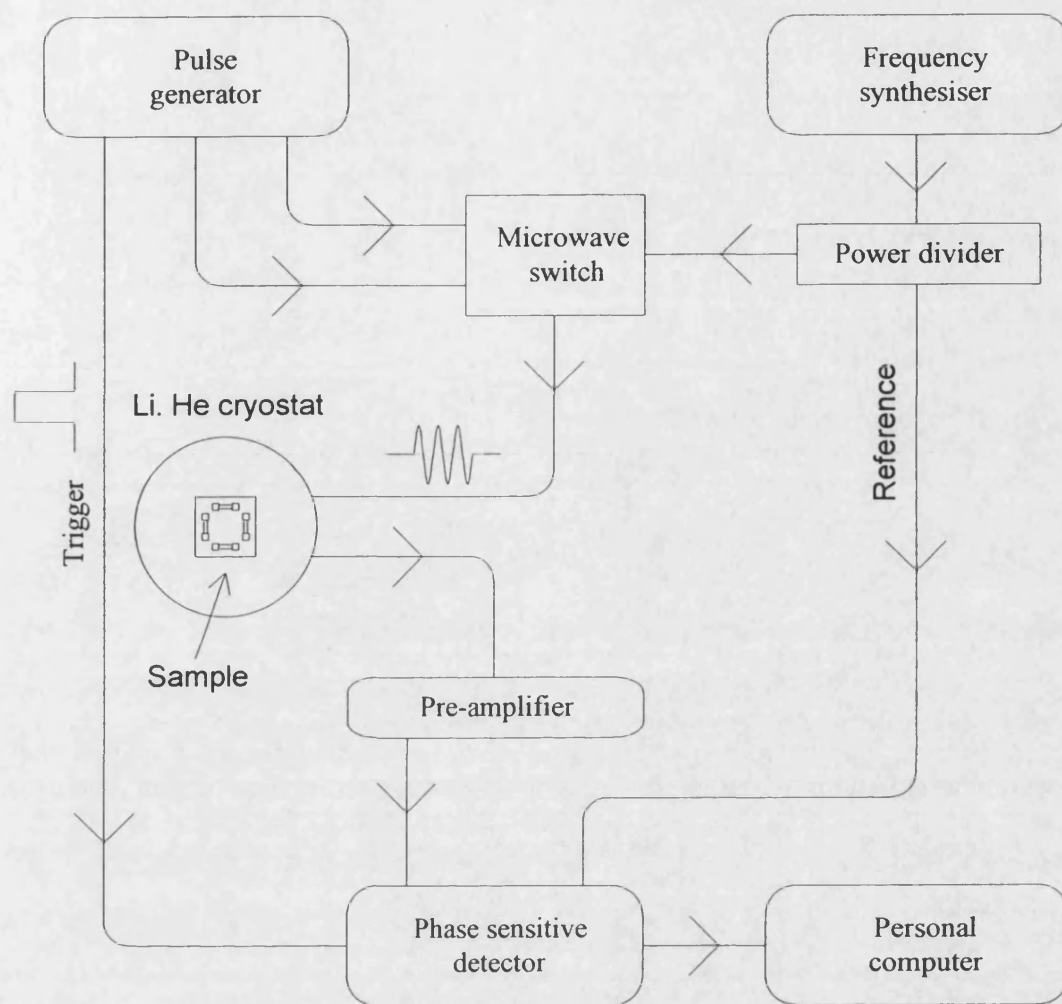 Pulse
generator
Frequency
synthesiser
Microwave
switch
Power divider
Li. He cryostat
Trigger
Reference
Sample
Pre-amplifier
Phase sensitive
detector
Personal
computer